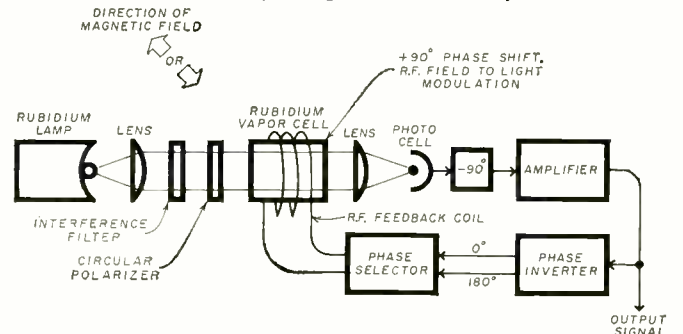 DIRECTION OF
MAGNETIC FIELD
OR
+90° PHASE SHIFT.
R.F. FIELD TO LIGHT
MODULATION
RUBIDIUM
LAMP
LENS
RUBIDIUM
VAPOR CELL
LENS
PHOTO
CELL
-90°
AMPLIFIER
INTERFERENCE
FILTER
CIRCULAR
POLARIZER
R.F. FEEDBACK COIL
PHASE
SELECTOR
0°
180°
PHASE
INVERTER
OUTPUT
SIGNAL